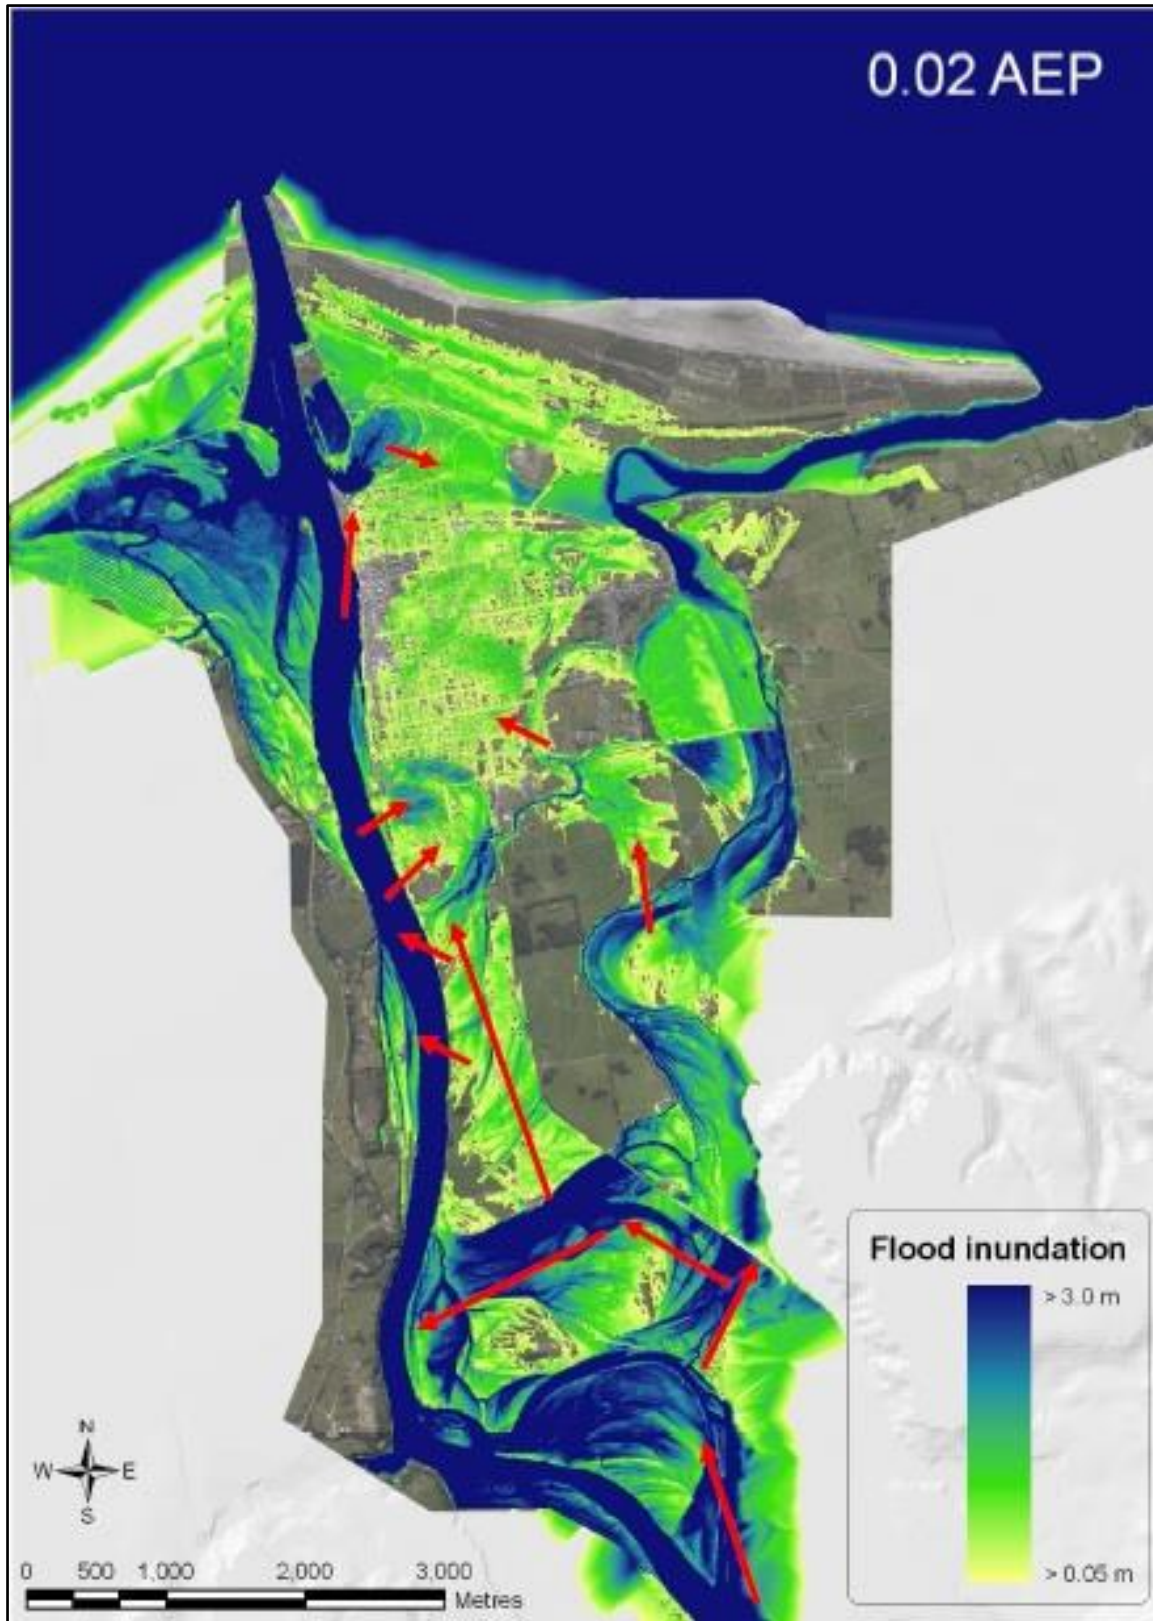 0.02 AEP
Flood inundation
> 3.0 m
> 0.05 m
N
W E
S
0 500 1,000 2,000 3,000
Metres